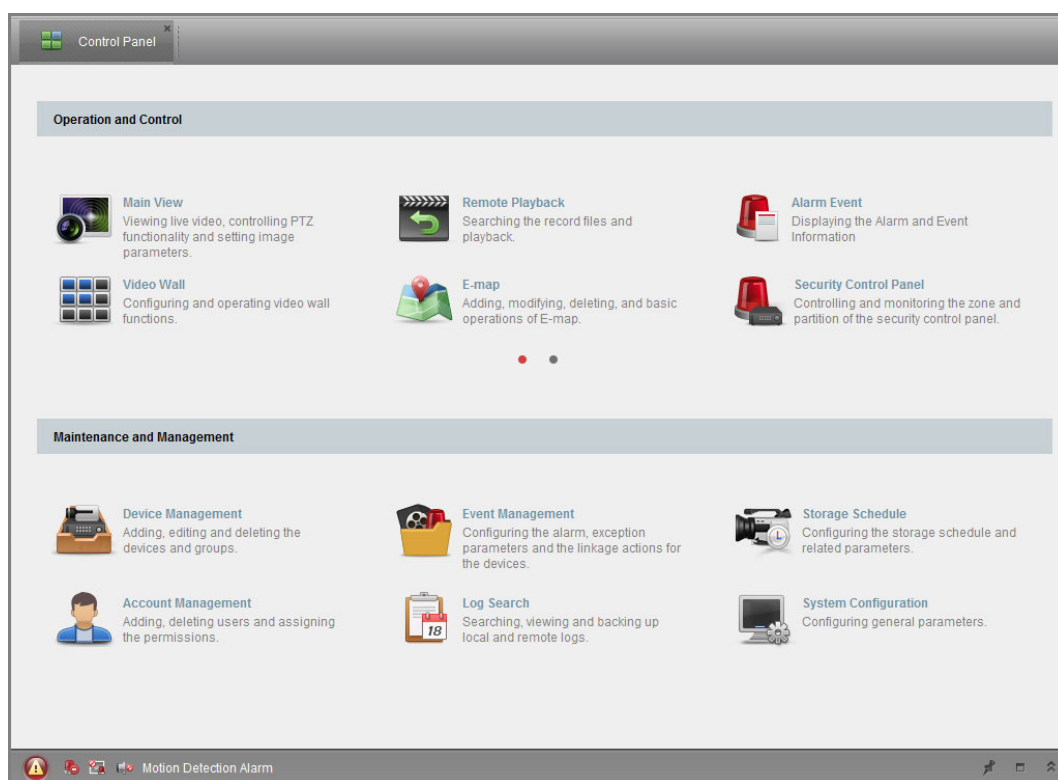 Control Panel
Operation and Control
Main View
Viewing live video, controlling PTZ
functionality and setting image
parameters.
Remote Playback
Searching the record files and
playback.
Alarm Event
Displaying the Alarm and Event
Information
Video Wall
Configuring and operating video wall
functions.
E-map
Adding, modifying, deleting, and basic
operations of E-map.
Security Control Panel
Controlling and monitoring the zone and
partition of the security control panel.
Maintenance and Management
Device Management
Adding, editing and deleting the
devices and groups.
Event Management
Configuring the alarm, exception
parameters and the linkage actions for
the devices.
Storage Schedule
Configuring the storage schedule and
related parameters.
Account Management
Adding, deleting users and assigning
the permissions.
18
Log Search
Searching, viewing and backing up
local and remote logs.
System Configuration
Configuring general parameters.
Motion Detection Alarm